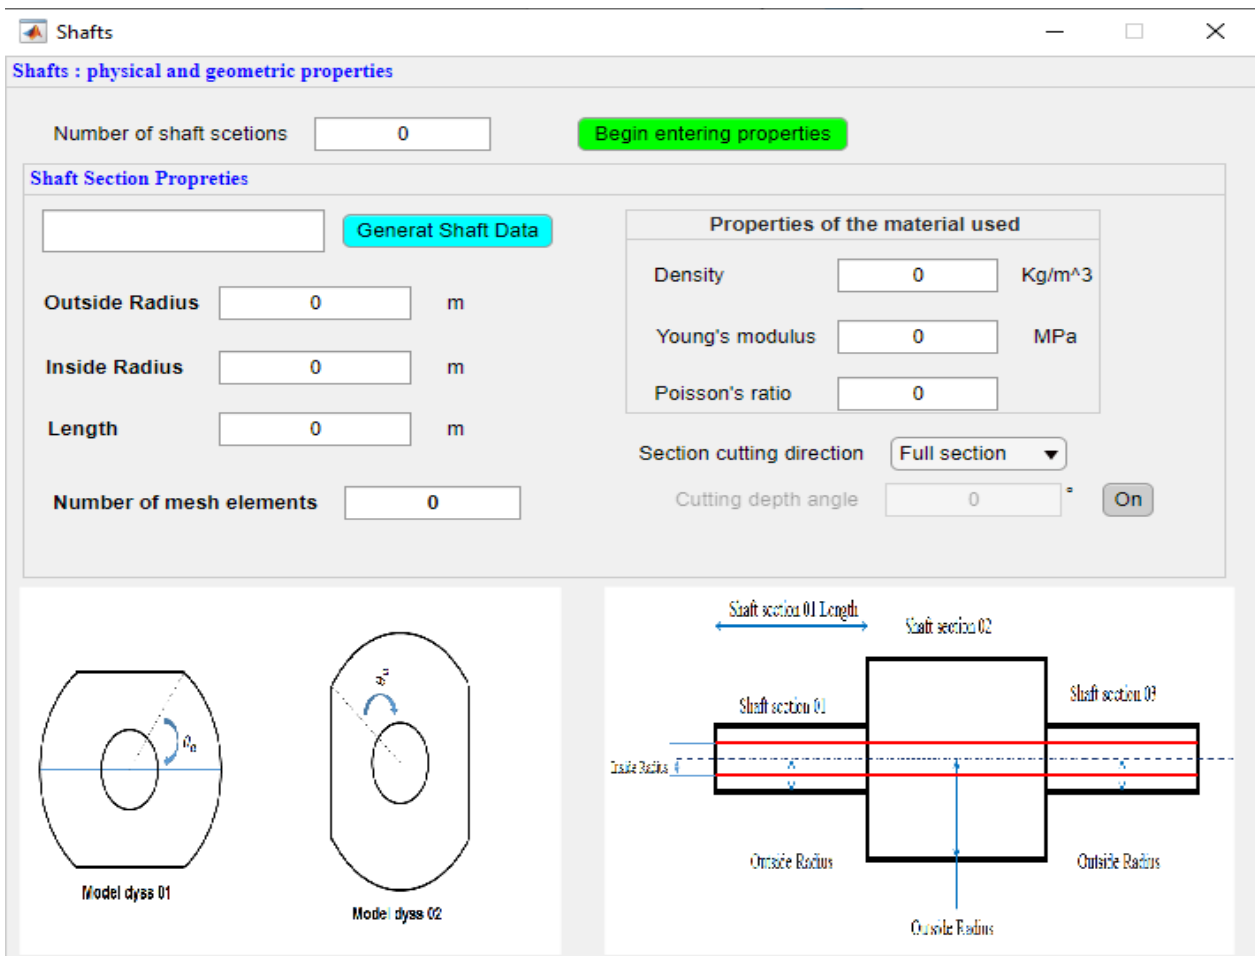 Shafts
Shafts : physical and geometric properties
Number of shaft scetions 0 Begin entering properties
Shaft Section Propreties
Generat Shaft Data
Outside Radius 0 m
Inside Radius 0 m
Length 0 m
Number of mesh elements 0
Properties of the material used
Density 0 Kg/m^3
Young's modulus 0 MPa
Poisson's ratio 0
Section cutting direction Full section
Cutting depth angle 0 ° On
Model dyss 01
Model dyss 02
Shaft section 01 Length
Shaft section 02
Shaft section 01
Shaft section 03
Inside Radius
Outside Radius
Outside Radius
Outside Radius